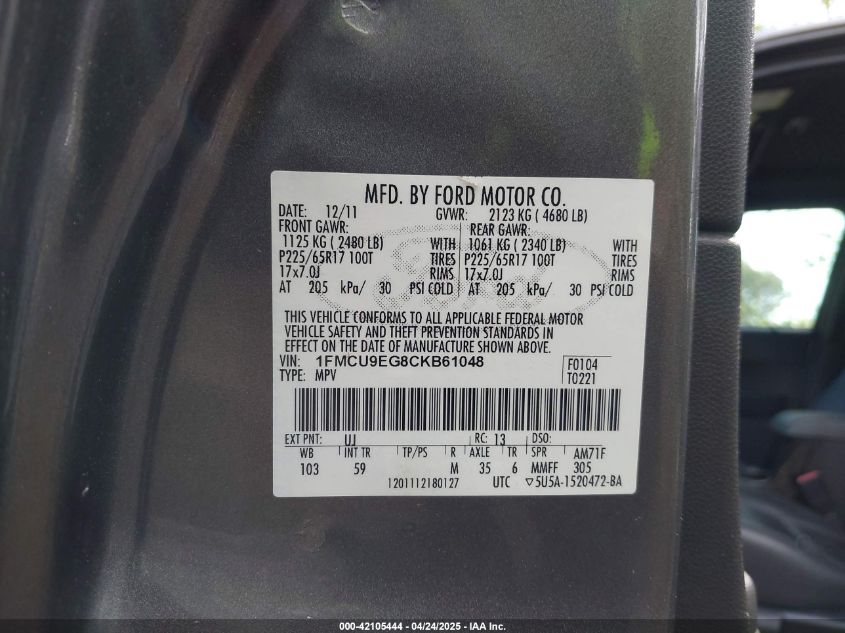 MFD. BY FORD MOTOR CO.
DATE: 12/11 GVWR: 2123 KG ( 4680 LB)
FRONT GAWR: REAR GAWR:
1125 KG ( 2480 LB) WITH 1061 KG ( 2340 LB) WITH
P225/65R17 100T TIRES P225/65R17 100T TIRES
17x7.0J RIMS 17x7.0J RIMS
AT 205 kPa/ 30 PSI COLD AT 205 kPa/ 30 PSI COLD
THIS VEHICLE CONFORMS TO ALL APPLICABLE FEDERAL MOTOR
VEHICLE SAFETY AND THEFT PREVENTION STANDARDS IN
EFFECT ON THE DATE OF MANUFACTURE SHOWN ABOVE.
VIN: 1FMCU9EG8CKB61048 F0104
TYPE: MPV T0221
EXT PNT: UJ RC: 13 DSO:
WB INT TR TP/PS R AXLE TR SPR AM71F
103 59 M 35 6 MMFF 305
1201112180127 UTC ▽5U5A-1520472-BA
000-42105444 - 04/24/2025 - IAA Inc.